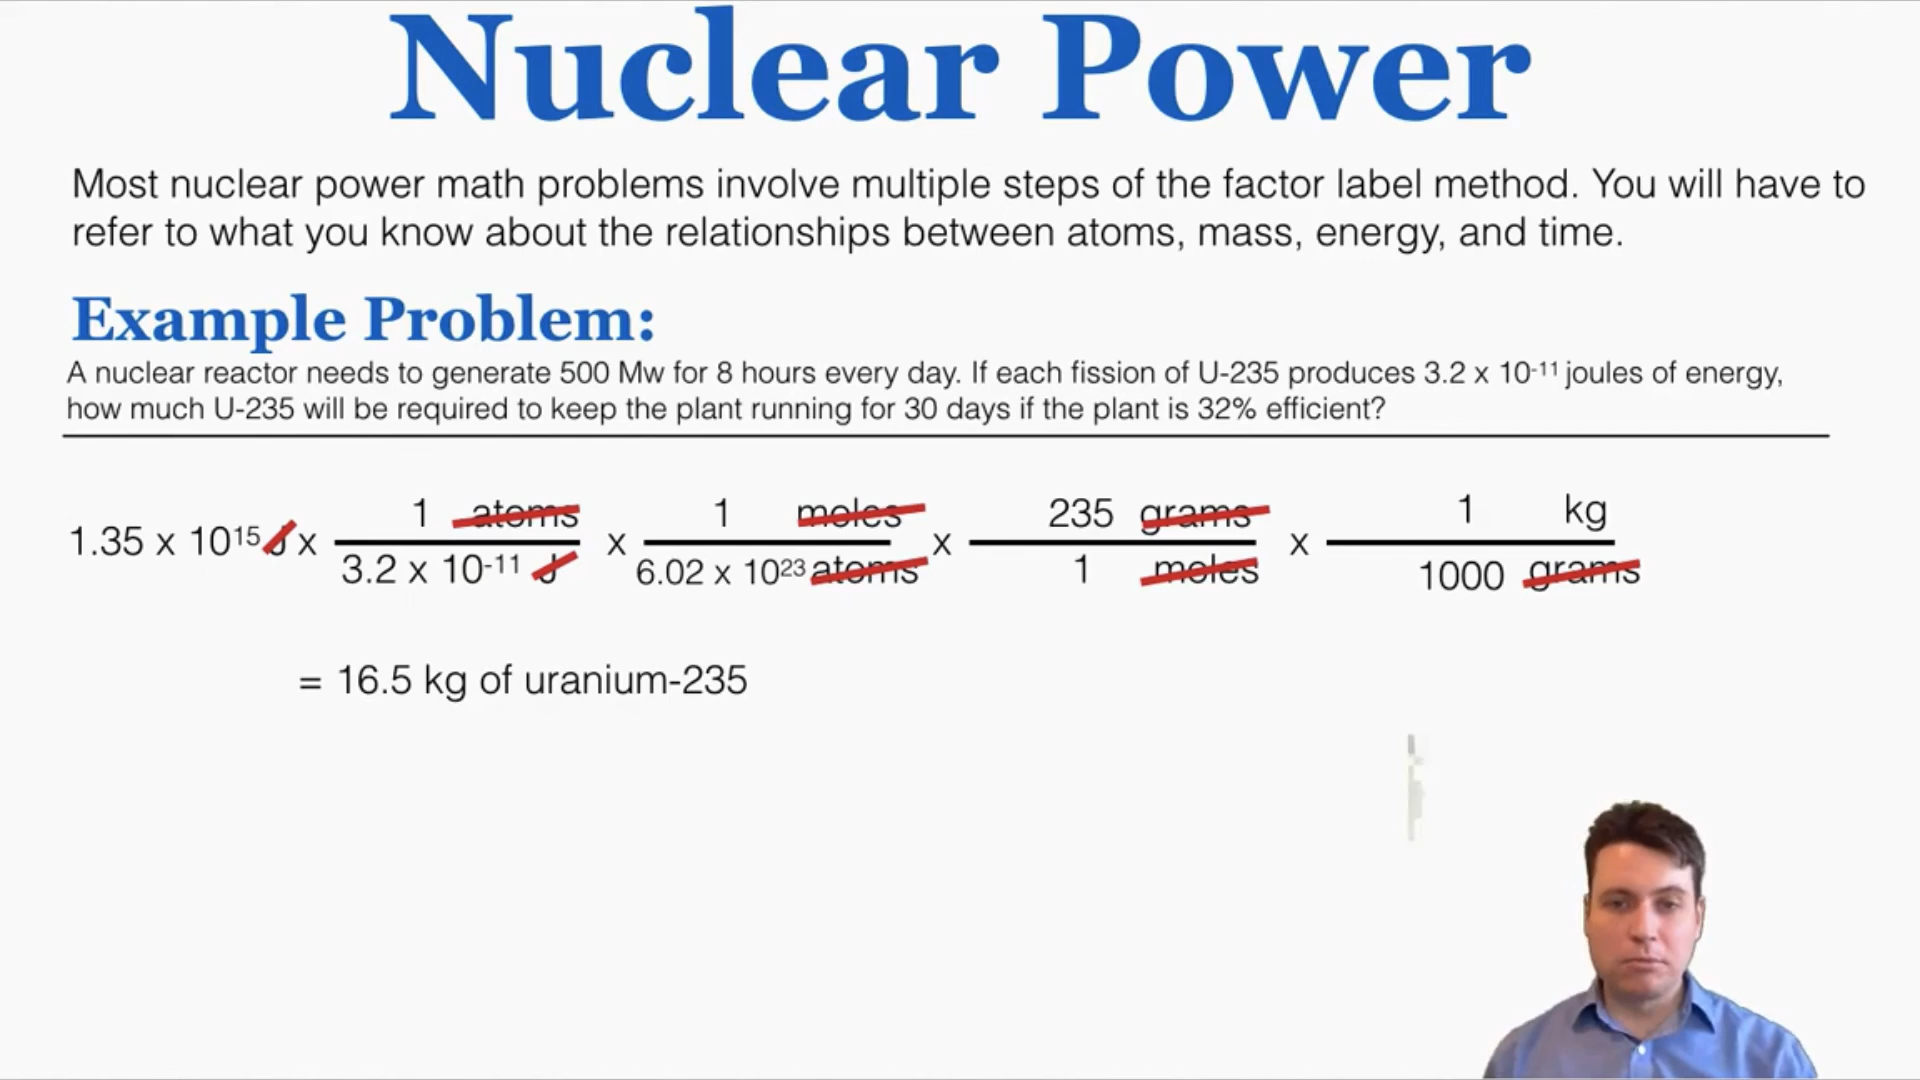 Nuclear Power
Most nuclear power math problems involve multiple steps of the factor label method. You will have to
refer to what you know about the relationships between atoms, mass, energy, and time.
Example Problem:
A nuclear reactor needs to generate 500 Mw for 8 hours every day. If each fission of U-235 produces 3.2 x 10⁻¹¹ joules of energy,
how much U-235 will be required to keep the plant running for 30 days if the plant is 32% efficient?
1.35 x 10¹⁵ J x 1 atoms / 3.2 x 10⁻¹¹ J x 1 moles / 6.02 x 10²³ atoms x 235 grams / 1 moles x 1 kg / 1000 grams
= 16.5 kg of uranium-235